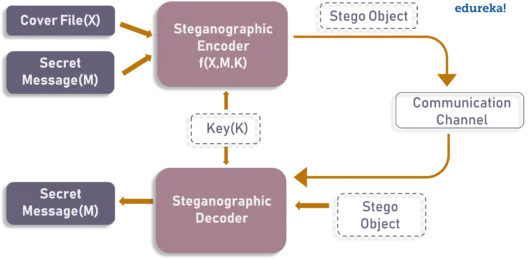 edureka!
Cover File(X)
Steganographic
Encoder
f(X,M,K)
Stego Object
Secret
Message(M)
Communication
Channel
Key(K)
Secret
Message(M)
Steganographic
Decoder
Stego
Object